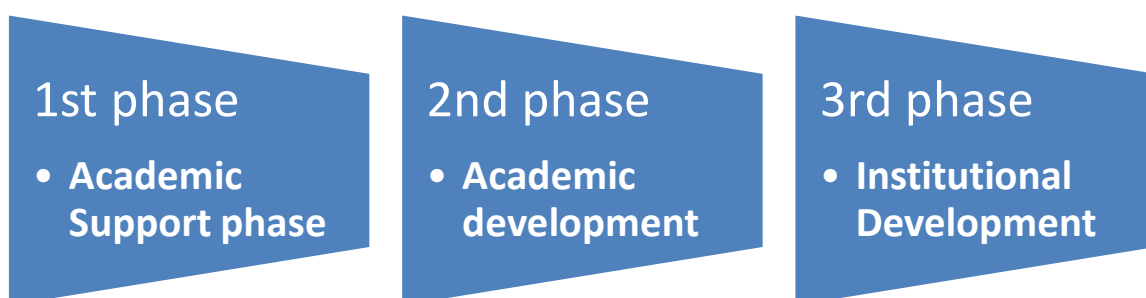 1st phase
• Academic
Support phase
2nd phase
• Academic
development
3rd phase
• Institutional
Development